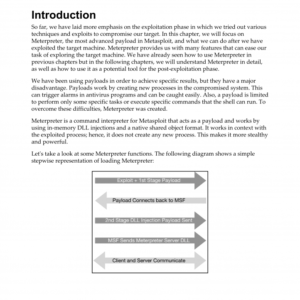 Introduction
So far, we have laid more emphasis on the exploitation phase in which we tried out various
techniques and exploits to compromise our target. In this chapter, we will focus on
Meterpreter, the most advanced payload in Metasploit, and what we can do after we have
exploited the target machine. Meterpreter provides us with many features that can ease our
task of exploring the target machine. We have already seen how to use Meterpreter in
previous chapters but in the following chapters, we will understand Meterpreter in detail,
as well as how to use it as a potential tool for the post-exploitation phase.
We have been using payloads in order to achieve specific results, but they have a major
disadvantage. Payloads work by creating new processes in the compromised system. This
can trigger alarms in antivirus programs and can be caught easily. Also, a payload is limited
to perform only some specific tasks or execute specific commands that the shell can run. To
overcome these difficulties, Meterpreter was created.
Meterpreter is a command interpreter for Metasploit that acts as a payload and works by
using in-memory DLL injections and a native shared object format. It works in context with
the exploited process; hence, it does not create any new process. This makes it more stealthy
and powerful.
Let's take a look at some Meterpreter functions. The following diagram shows a simple
stepwise representation of loading Meterpreter:
Exploit + 1st Stage Payload
Payload Connects back to MSF
2nd Stage DLL Injection Payload Sent
MSF Sends Meterpreter Server DLL
Client and Server Communicate